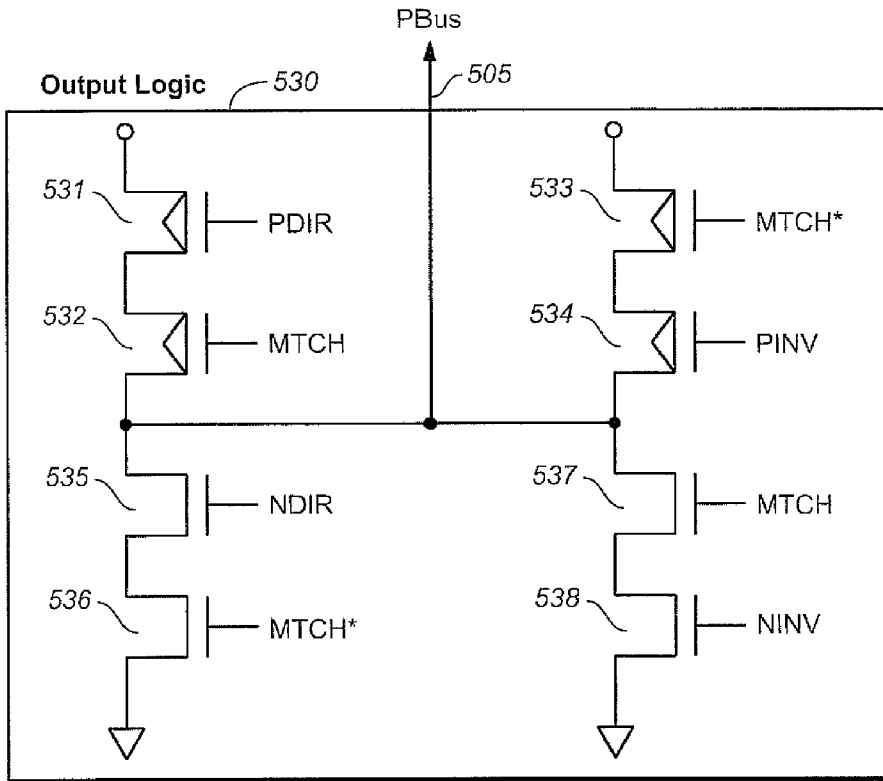 PBus
505
Output Logic
530
531
PDIR
533
MTCH*
532
MTCH
534
PINV
535
NDIR
537
MTCH
536
MTCH*
538
NINV